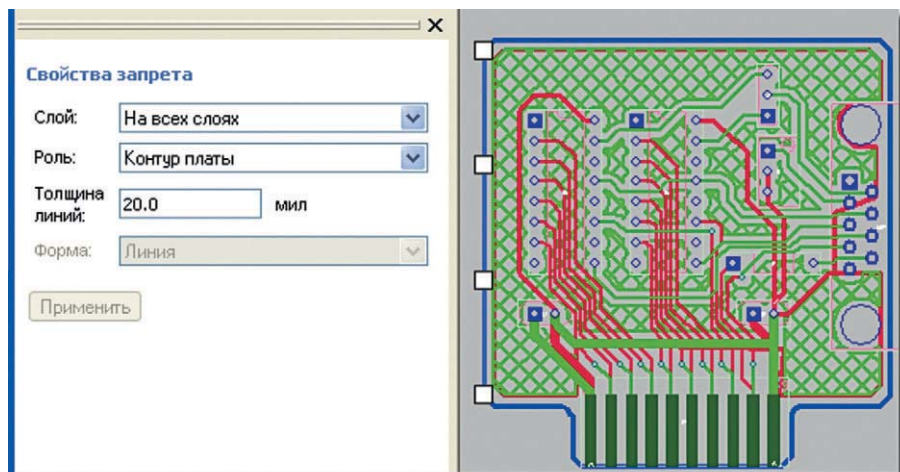 Свойства запрета
Слой: На всех слоях
Роль: Контур платы
Толщина линий: 20.0 мил
Форма: Линия
Применить